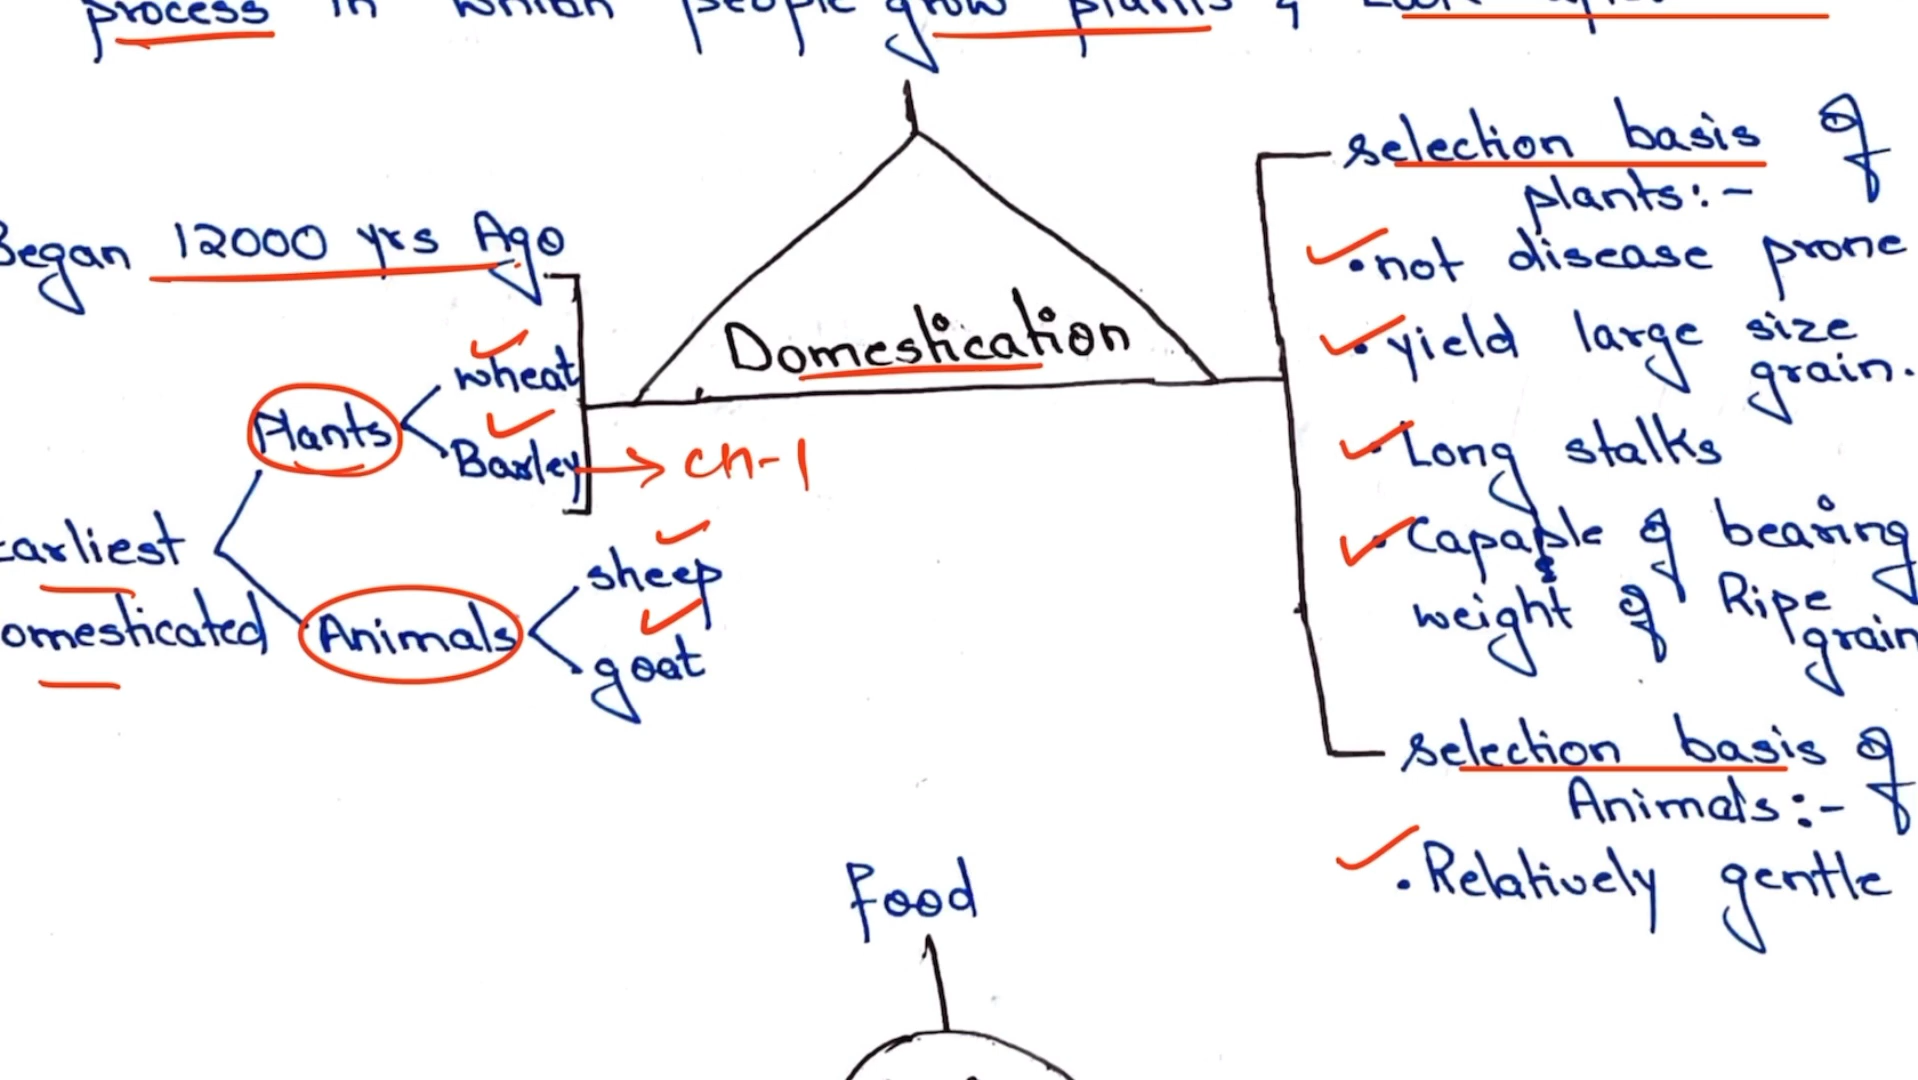 process in which people grow plants &
Began 12000 yrs Ago
Plants
wheat
Barley → ch-1
Earliest
Domesticated
Animals
sheep
goat
Domestication
selection basis of
plants:-
• not disease prone
• yield large size
grain.
• Long stalks
• Capable of bearing
weight of Ripe
grain
selection basis of
Animals:-
• Relatively gentle
Food